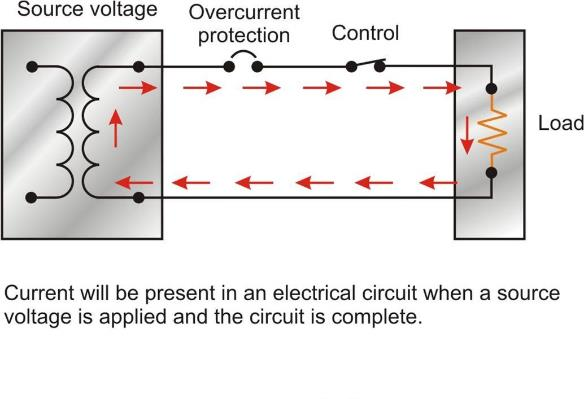 Source voltage
Overcurrent
protection
Control
Load
Current will be present in an electrical circuit when a source
voltage is applied and the circuit is complete.